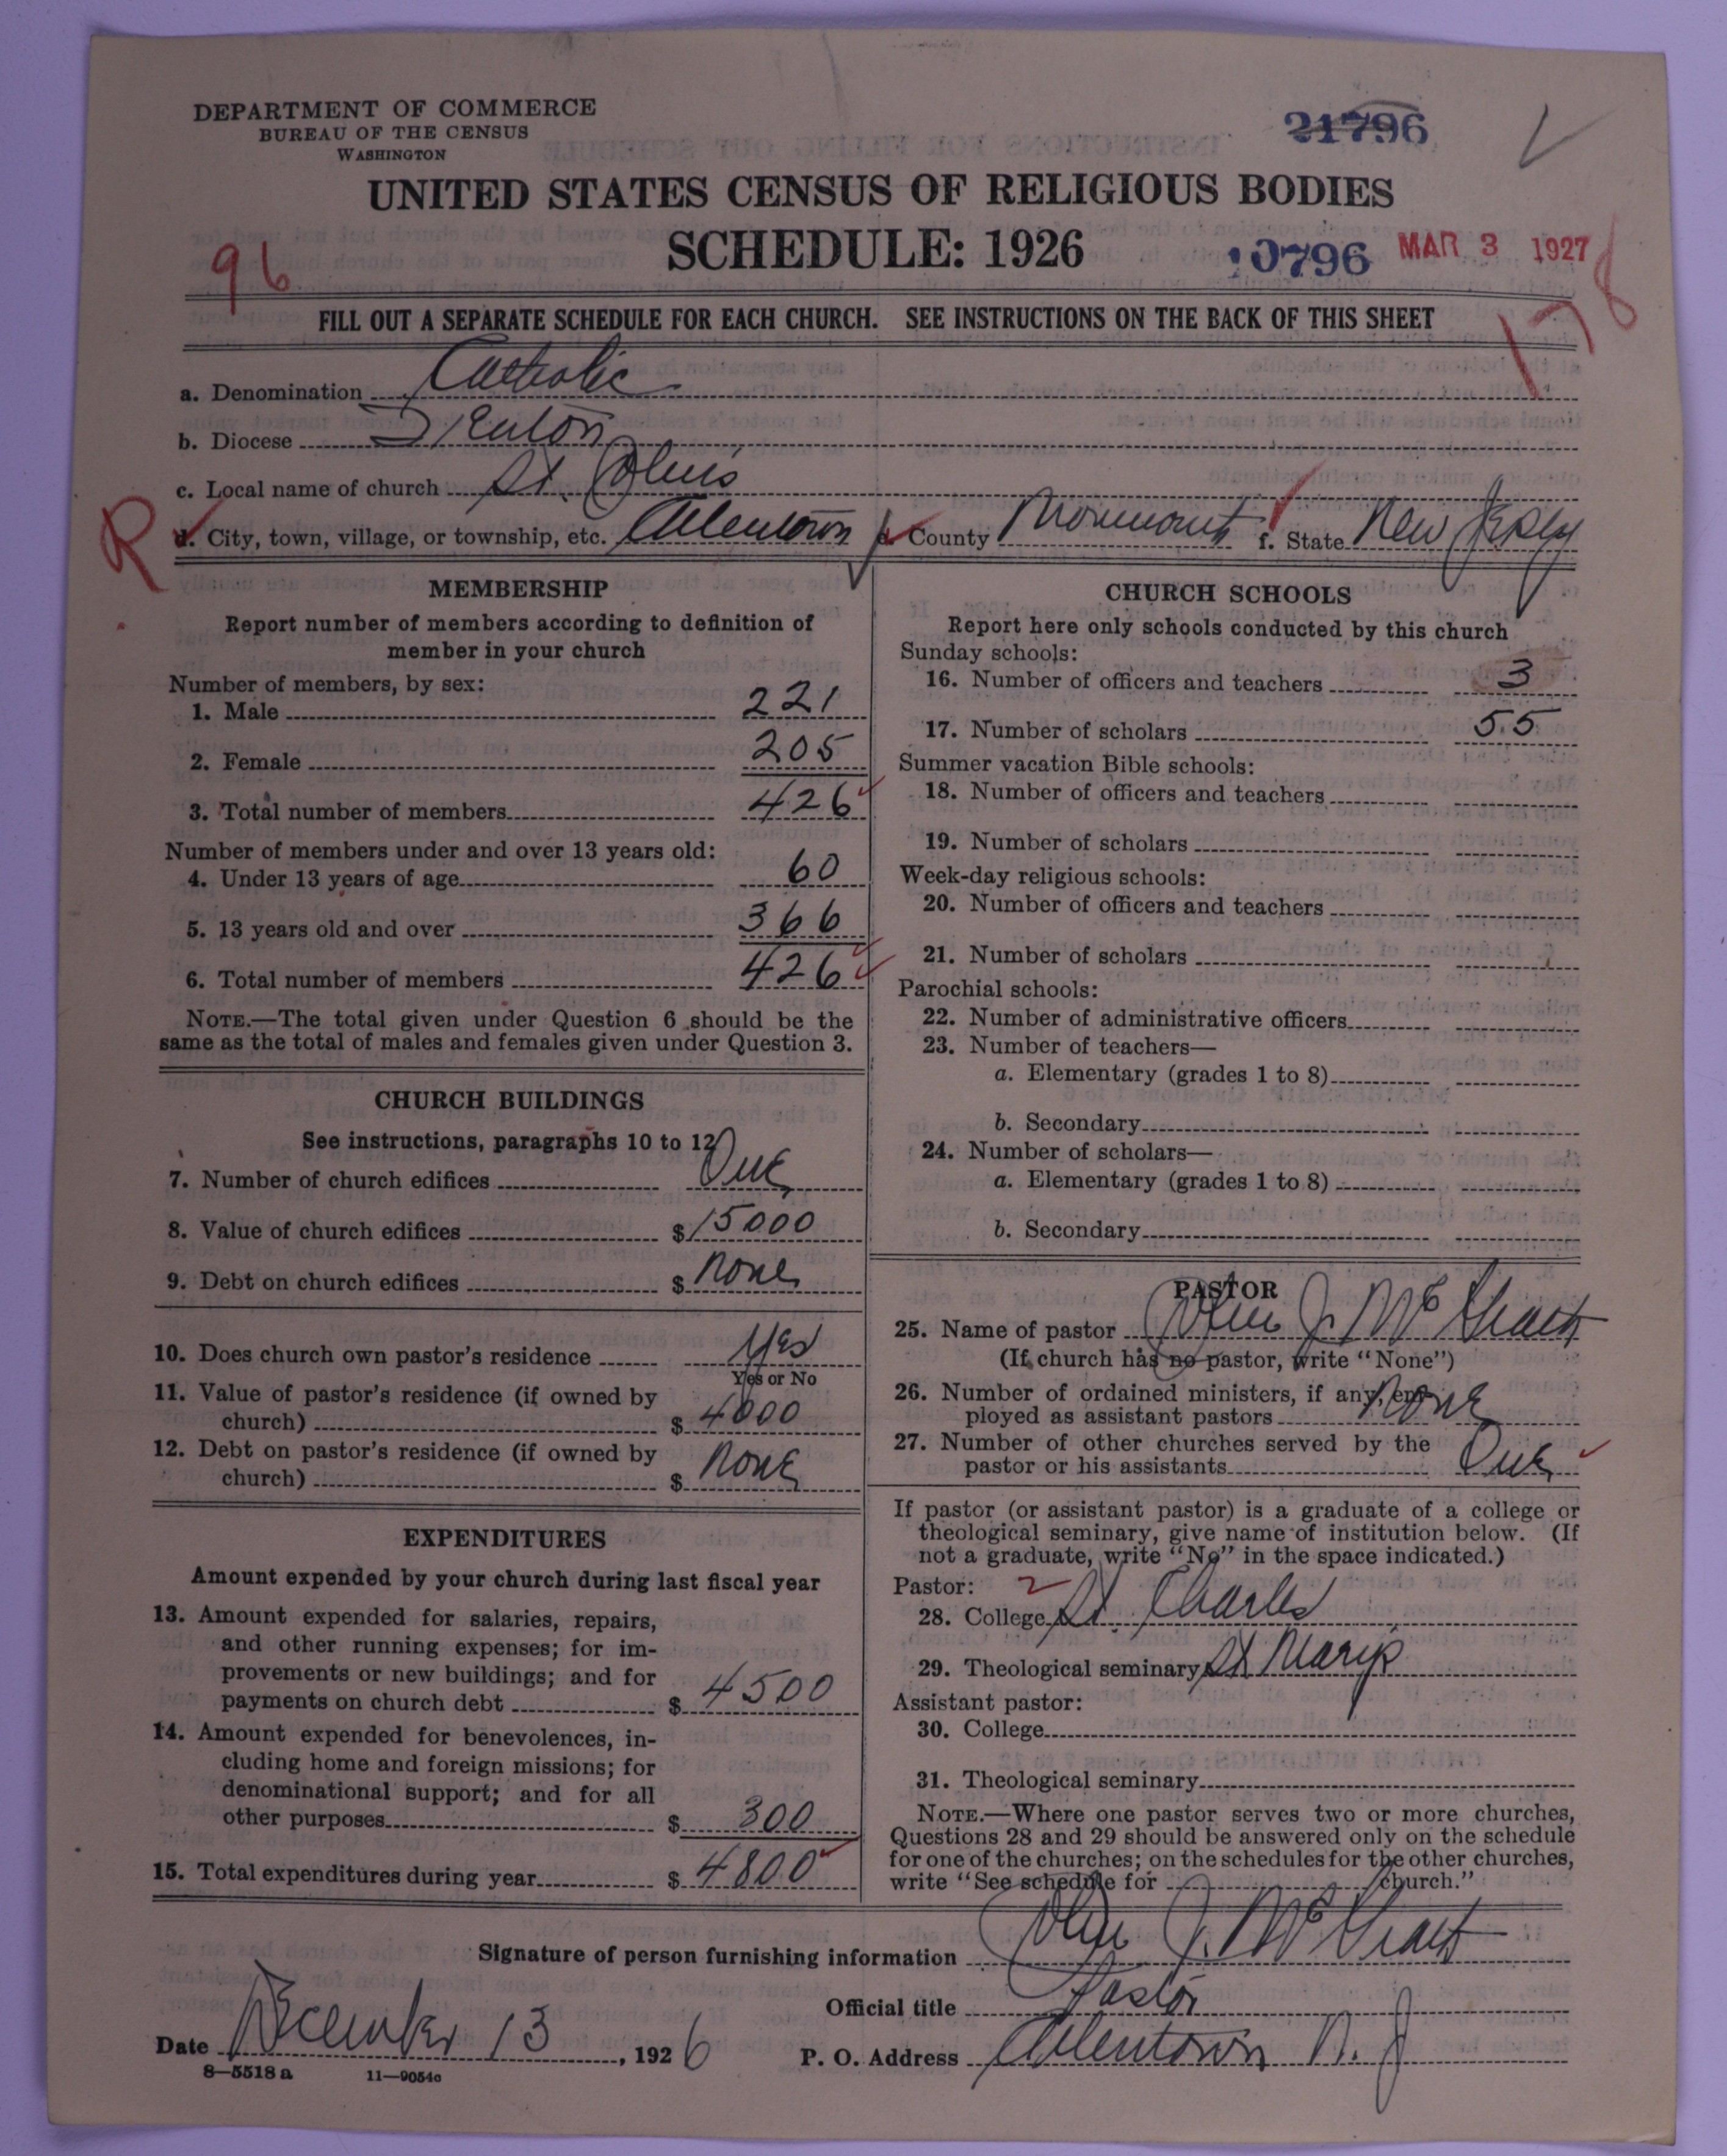 DEPARTMENT OF COMMERCE
BUREAU OF THE CENSUS
WASHINGTON
21796
UNITED STATES CENSUS OF RELIGIOUS BODIES
SCHEDULE: 1926
96
10796 MAR 3 1927
178
FILL OUT A SEPARATE SCHEDULE FOR EACH CHURCH. SEE INSTRUCTIONS ON THE BACK OF THIS SHEET
a. Denomination Catholic
b. Diocese Trenton
c. Local name of church St. John's
R
d. City, town, village, or township, etc. Allentown e. County Monmouth f. State New Jersey
MEMBERSHIP
Report number of members according to definition of
member in your church
Number of members, by sex:
1. Male 221
2. Female 205
3. Total number of members 426
Number of members under and over 13 years old:
4. Under 13 years of age 60
5. 13 years old and over 366
6. Total number of members 426
NOTE.—The total given under Question 6 should be the
same as the total of males and females given under Question 3.
CHURCH BUILDINGS
See instructions, paragraphs 10 to 12
7. Number of church edifices One
8. Value of church edifices $ 15000
9. Debt on church edifices $ None
10. Does church own pastor's residence Yes
Yes or No
11. Value of pastor's residence (if owned by
church) $ 4000
12. Debt on pastor's residence (if owned by
church) $ None
EXPENDITURES
Amount expended by your church during last fiscal year
13. Amount expended for salaries, repairs,
and other running expenses; for im-
provements or new buildings; and for
payments on church debt $ 4500
14. Amount expended for benevolences, in-
cluding home and foreign missions; for
denominational support; and for all
other purposes $ 300
15. Total expenditures during year $ 4800
CHURCH SCHOOLS
Report here only schools conducted by this church
Sunday schools:
16. Number of officers and teachers 3
17. Number of scholars 55
Summer vacation Bible schools:
18. Number of officers and teachers
19. Number of scholars
Week-day religious schools:
20. Number of officers and teachers
21. Number of scholars
Parochial schools:
22. Number of administrative officers
23. Number of teachers—
a. Elementary (grades 1 to 8)
b. Secondary
24. Number of scholars—
a. Elementary (grades 1 to 8)
b. Secondary
PASTOR
25. Name of pastor John J. McGrath
(If church has no pastor, write "None")
26. Number of ordained ministers, if any, em-
ployed as assistant pastors None
27. Number of other churches served by the
pastor or his assistants One
If pastor (or assistant pastor) is a graduate of a college or
theological seminary, give name of institution below. (If
not a graduate, write "No" in the space indicated.)
Pastor: 2
28. College St. Charles
29. Theological seminary St Mary's
Assistant pastor:
30. College
31. Theological seminary
NOTE.—Where one pastor serves two or more churches,
Questions 28 and 29 should be answered only on the schedule
for one of the churches; on the schedules for the other churches,
write "See schedule for church."
Signature of person furnishing information John J. McGrath
Official title Pastor
Date December 13, 1926
P. O. Address Allentown N. J
8—5518 a 11—9054c